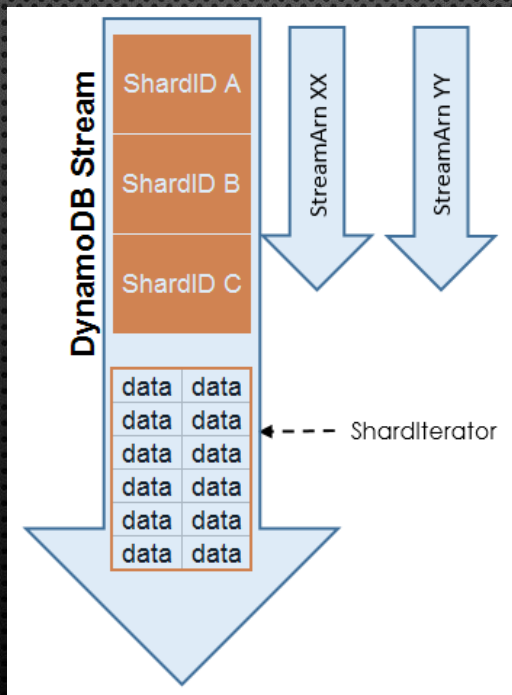 DynamoDB Stream
ShardID A
ShardID B
ShardID C
StreamArn XX
StreamArn YY
data data
data data
data data
data data
data data
data data
ShardIterator